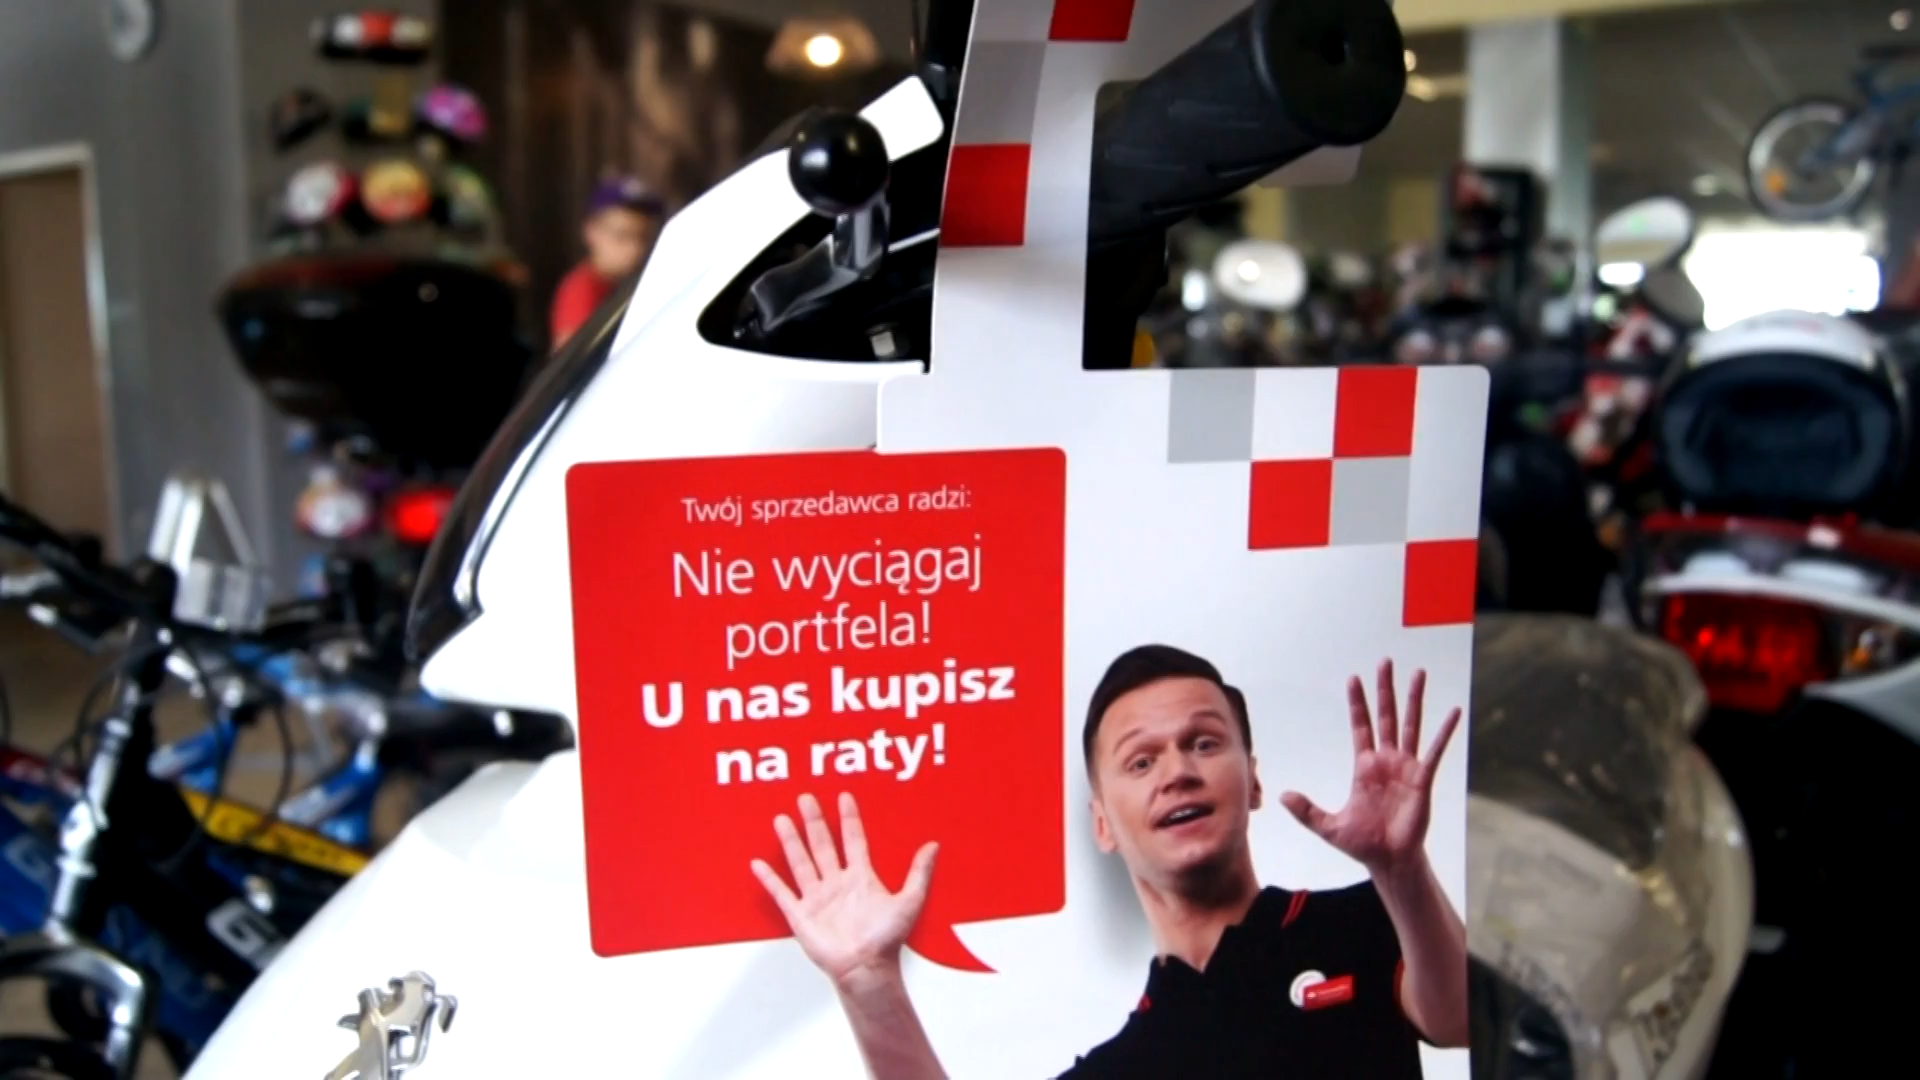 Twój sprzedawca radzi:
Nie wyciągaj
portfela!
U nas kupisz
na raty!